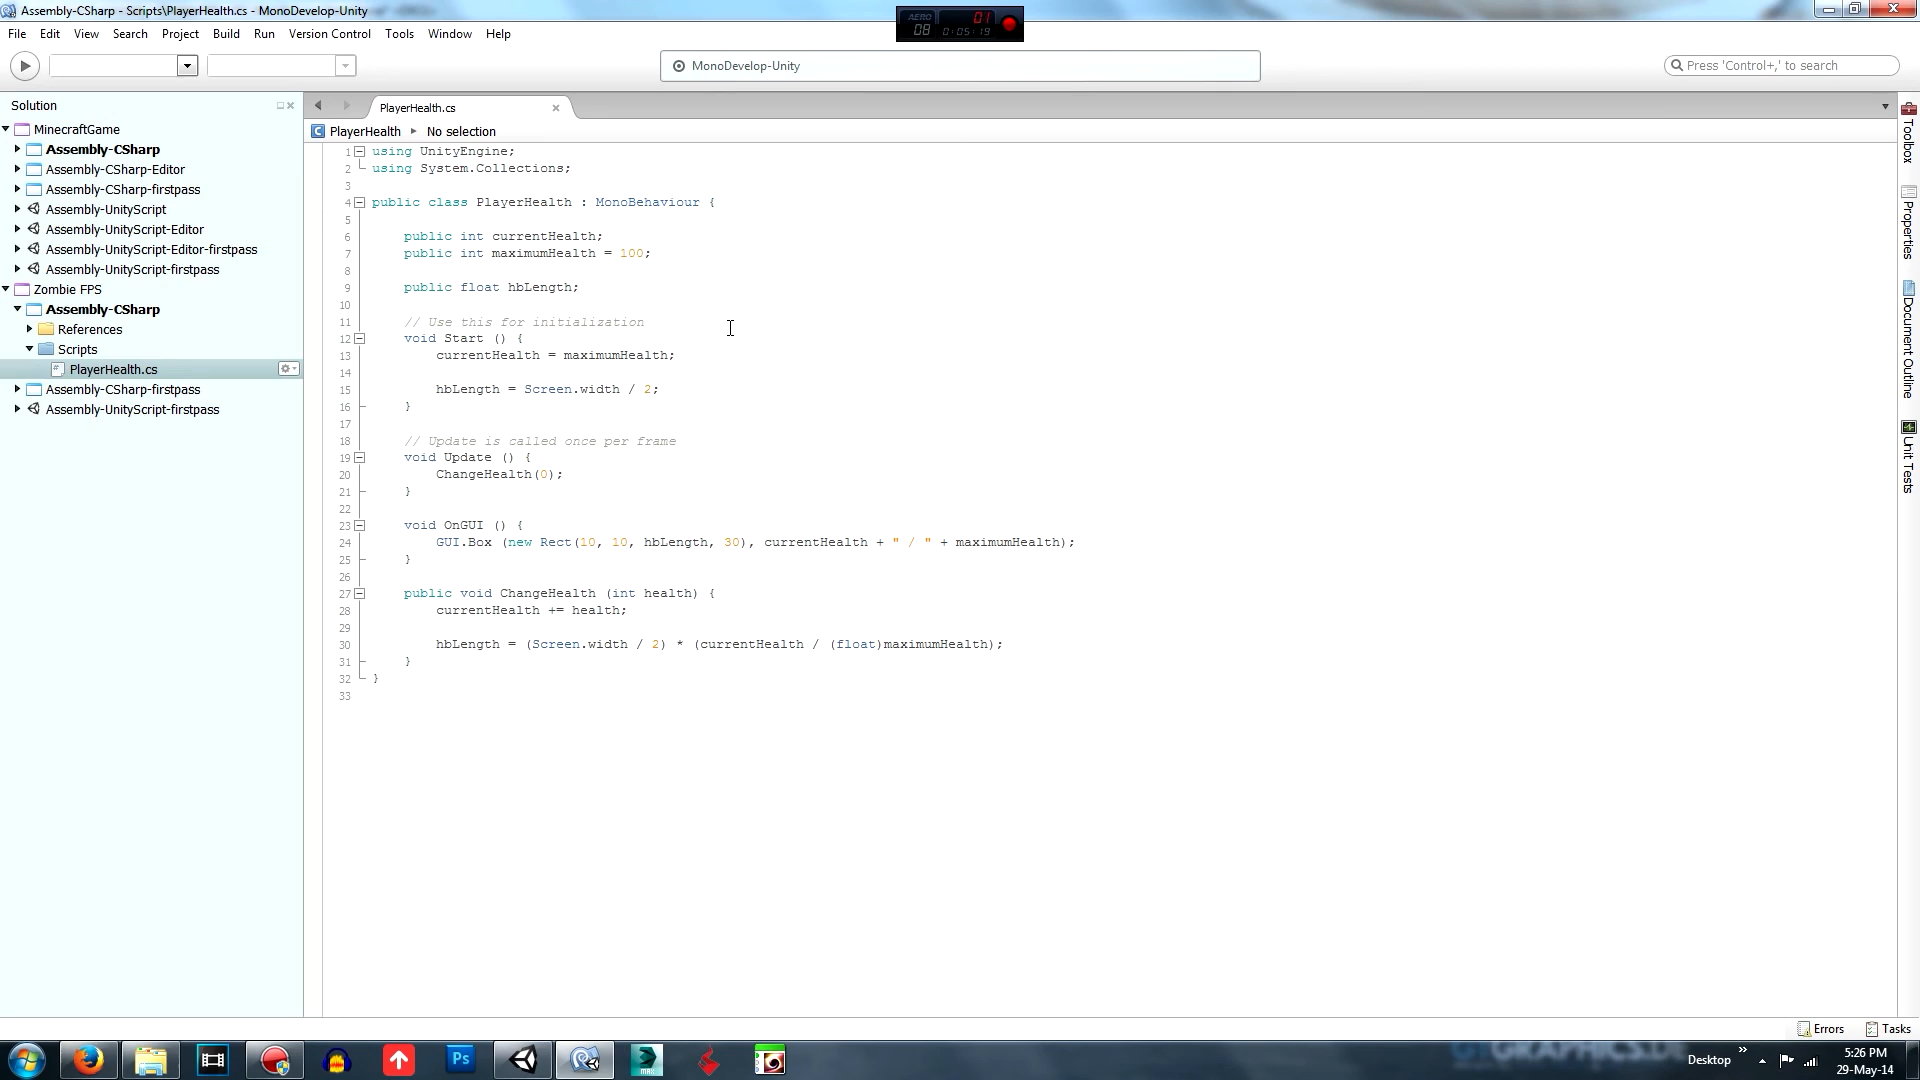 Assembly-CSharp - Scripts\PlayerHealth.cs - MonoDevelop-Unity
AERO
08
01
0:05:19
File Edit View Search Project Build Run Version Control Tools Window Help
MonoDevelop-Unity
Press 'Control+,' to search
Solution
MinecraftGame
Assembly-CSharp
Assembly-CSharp-Editor
Assembly-CSharp-firstpass
Assembly-UnityScript
Assembly-UnityScript-Editor
Assembly-UnityScript-Editor-firstpass
Assembly-UnityScript-firstpass
Zombie FPS
Assembly-CSharp
References
Scripts
PlayerHealth.cs
Assembly-CSharp-firstpass
Assembly-UnityScript-firstpass
PlayerHealth.cs
PlayerHealth No selection
1 using UnityEngine;
2 using System.Collections;
3
4 public class PlayerHealth : MonoBehaviour {
5
6 public int currentHealth;
7 public int maximumHealth = 100;
8
9 public float hbLength;
10
11 // Use this for initialization
12 void Start () {
13 currentHealth = maximumHealth;
14
15 hbLength = Screen.width / 2;
16 }
17
18 // Update is called once per frame
19 void Update () {
20 ChangeHealth(0);
21 }
22
23 void OnGUI () {
24 GUI.Box (new Rect(10, 10, hbLength, 30), currentHealth + " / " + maximumHealth);
25 }
26
27 public void ChangeHealth (int health) {
28 currentHealth += health;
29
30 hbLength = (Screen.width / 2) * (currentHealth / (float)maximumHealth);
31 }
32 }
33
Toolbox
Properties
Document Outline
Unit Tests
Errors Tasks
Ps
MAX
Desktop
5:26 PM
29-May-14